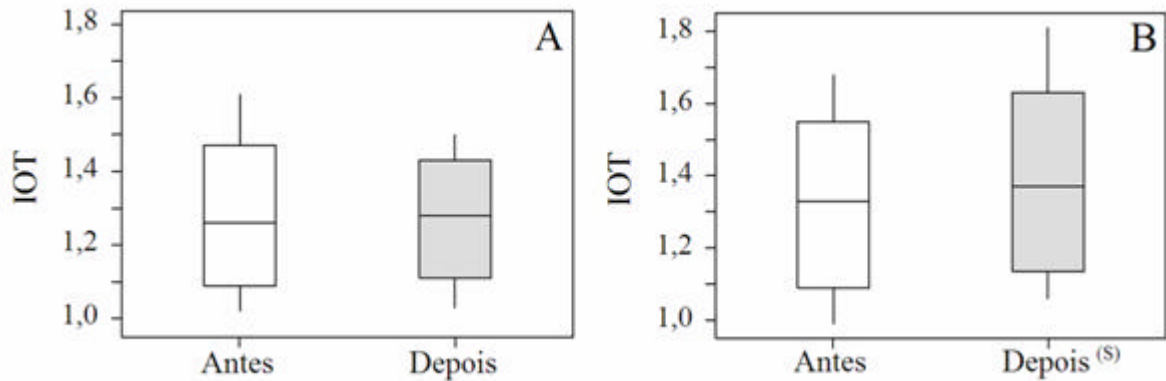 A
IOT
1,8
1,6
1,4
1,2
1,0
Antes Depois
B
IOT
1,8
1,6
1,4
1,2
1,0
Antes Depois (S)